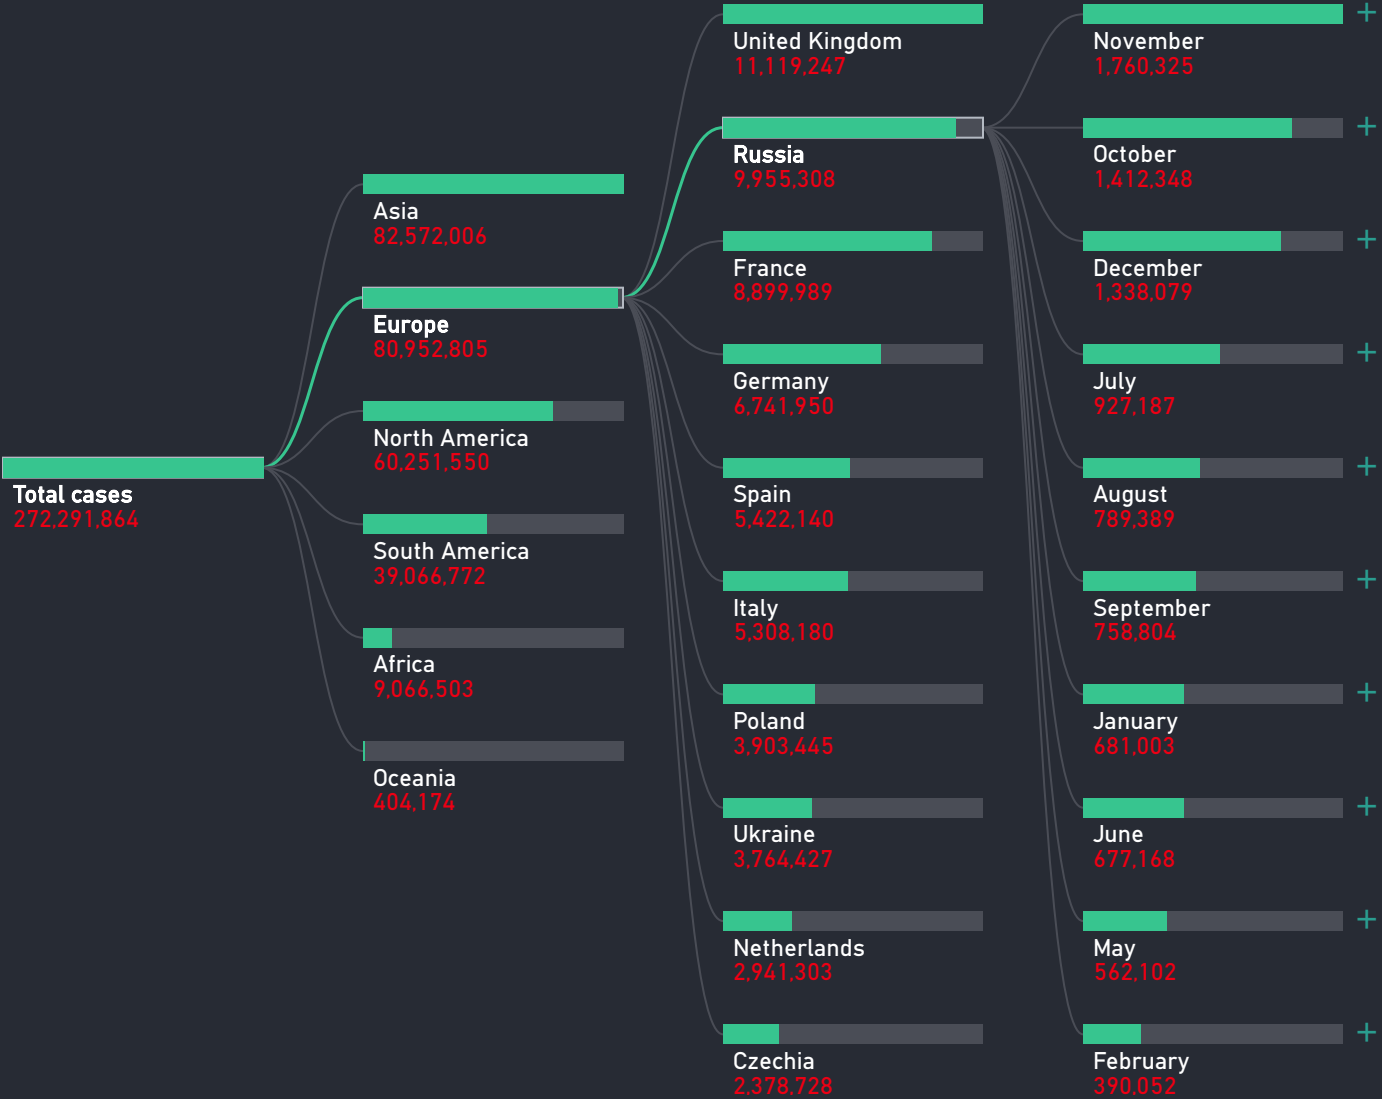 Total cases
272,291,864
Asia
82,572,006
Europe
80,952,805
North America
60,251,550
South America
39,066,772
Africa
9,066,503
Oceania
404,174
United Kingdom
11,119,247
Russia
9,955,308
France
8,899,989
Germany
6,741,950
Spain
5,422,140
Italy
5,308,180
Poland
3,903,445
Ukraine
3,764,427
Netherlands
2,941,303
Czechia
2,378,728
November
1,760,325
October
1,412,348
December
1,338,079
July
927,187
August
789,389
September
758,804
January
681,003
June
677,168
May
562,102
February
390,052